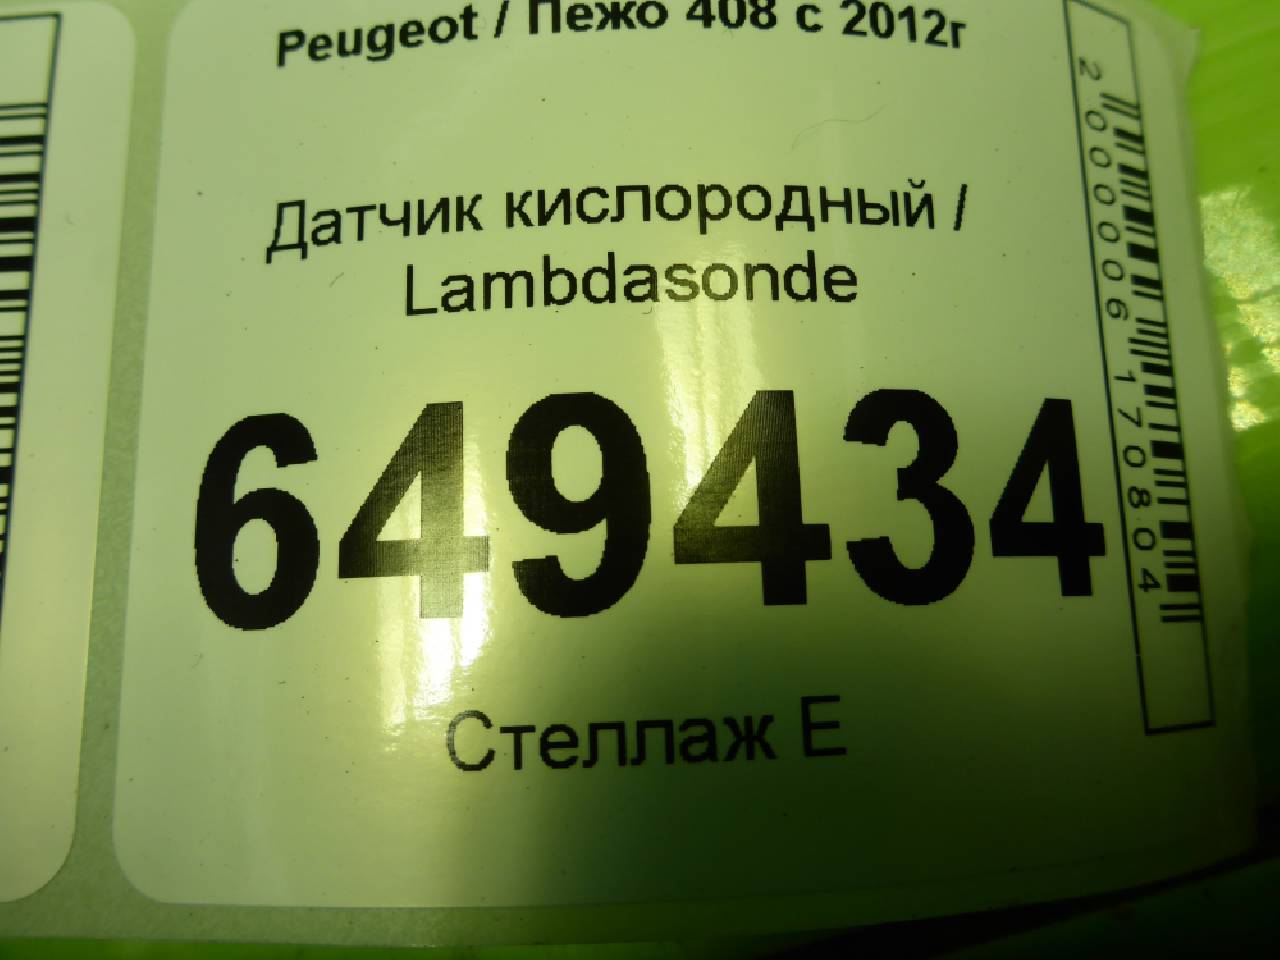 Peugeot / Пежо 408 с 2012г
Датчик кислородный /
Lambdasonde
649434
Стеллаж Е
2000006170804